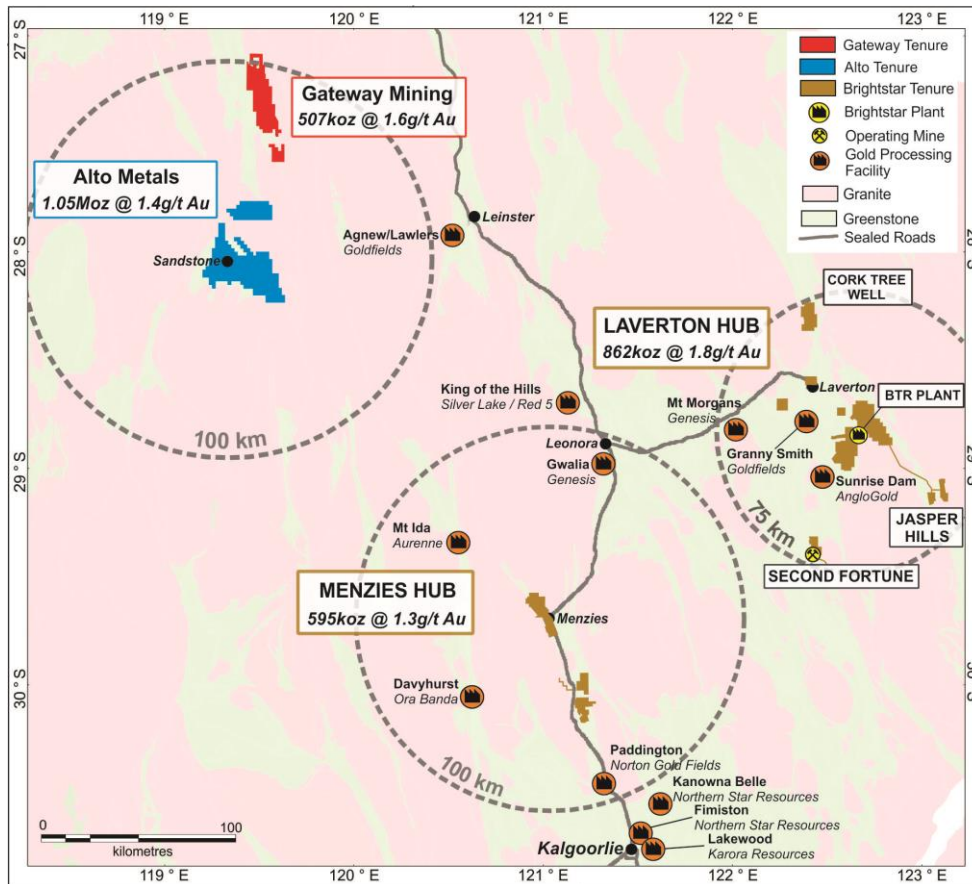 119 ° E
120 ° E
121 ° E
122 ° E
123 ° E
27° S
Gateway Tenure
Alto Tenure
Brightstar Tenure
Brightstar Plant
Operating Mine
Gold Processing
Facility
Granite
Greenstone
Sealed Roads
Gateway Mining
507koz @ 1.6g/t Au
Alto Metals
1.05Moz @ 1.4g/t Au
Leinster
Agnew/Lawlers
Goldfields
Sandstone
28° S
CORK TREE
WELL
LAVERTON HUB
862koz @ 1.8g/t Au
Laverton
King of the Hills
Silver Lake / Red 5
Mt Morgans
Genesis
BTR PLANT
100 km
Leonora
Granny Smith
Goldfields
29° S
Gwalia
Genesis
Sunrise Dam
AngloGold
75 km
JASPER
HILLS
Mt Ida
Aurenne
SECOND FORTUNE
MENZIES HUB
595koz @ 1.3g/t Au
Menzies
30° S
Davyhurst
Ora Banda
100 km
Paddington
Norton Gold Fields
Kanowna Belle
Northern Star Resources
Fimiston
Northern Star Resources
0
100
kilometres
Kalgoorlie
Lakewood
Karora Resources
119 ° E
120 ° E
121 ° E
122 ° E
123 ° E